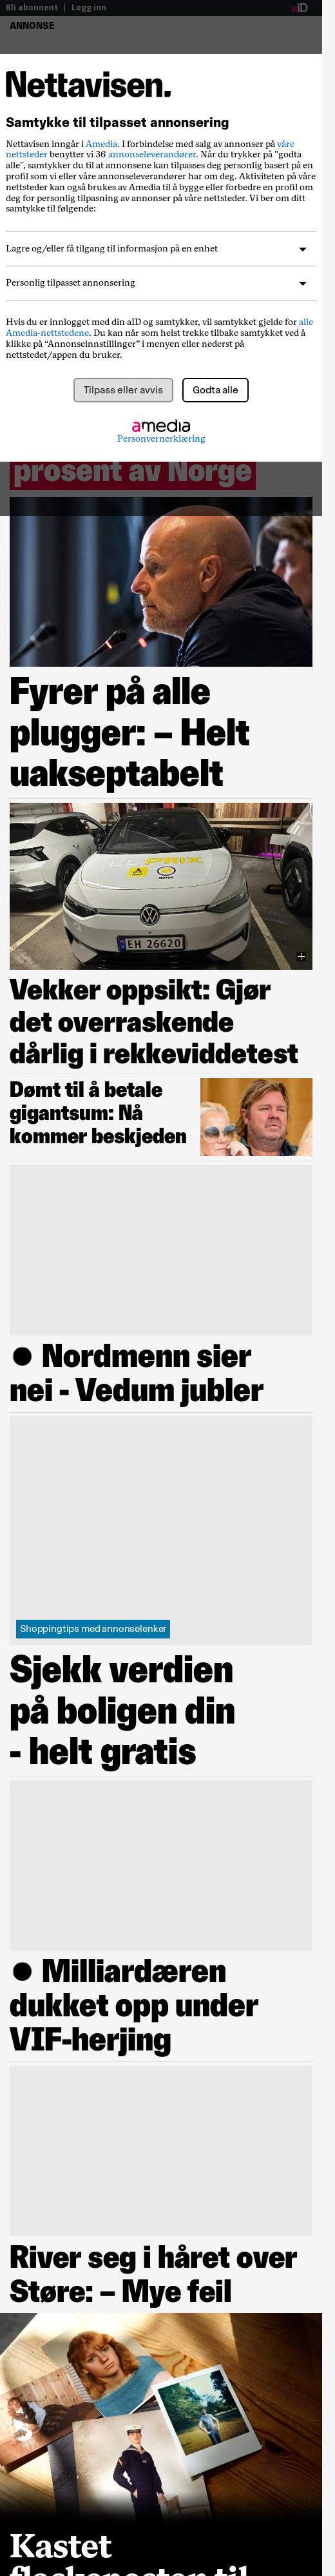 Bli abonnent | Logg inn
aID
ANNONSE
Nettavisen.
Samtykke til tilpasset annonsering
Nettavisen inngår i Amedia. I forbindelse med salg av annonser på våre
nettsteder benytter vi 36 annonseleverandører. Når du trykker på "godta
alle", samtykker du til at annonsene kan tilpasses deg personlig basert på en
profil som vi eller våre annonseleverandører har om deg. Aktiviteten på våre
nettsteder kan også brukes av Amedia til å bygge eller forbedre en profil om
deg for personlig tilpasning av annonser på våre nettsteder. Vi ber om ditt
samtykke til følgende:
Lagre og/eller få tilgang til informasjon på en enhet
Personlig tilpasset annonsering
Hvis du er innlogget med din aID og samtykker, vil samtykket gjelde for alle
Amedia-nettstedene. Du kan når som helst trekke tilbake samtykket ved å
klikke på “Annonseinnstillinger” i menyen eller nederst på
nettstedet/appen du bruker.
Tilpass eller avvis
Godta alle
amedia
Personvernerklæring
prosent av Norge
Fyrer på alle
plugger: – Helt
uakseptabelt
EH 26620
Vekker oppsikt: Gjør
det overraskende
dårlig i rekkeviddetest
Dømt til å betale
gigantsum: Nå
kommer beskjeden
● Nordmenn sier
nei - Vedum jubler
Shoppingtips med annonselenker
Sjekk verdien
på boligen din
- helt gratis
● Milliardæren
dukket opp under
VIF-herjing
River seg i håret over
Støre: – Mye feil
Kastet
flaskeposter til